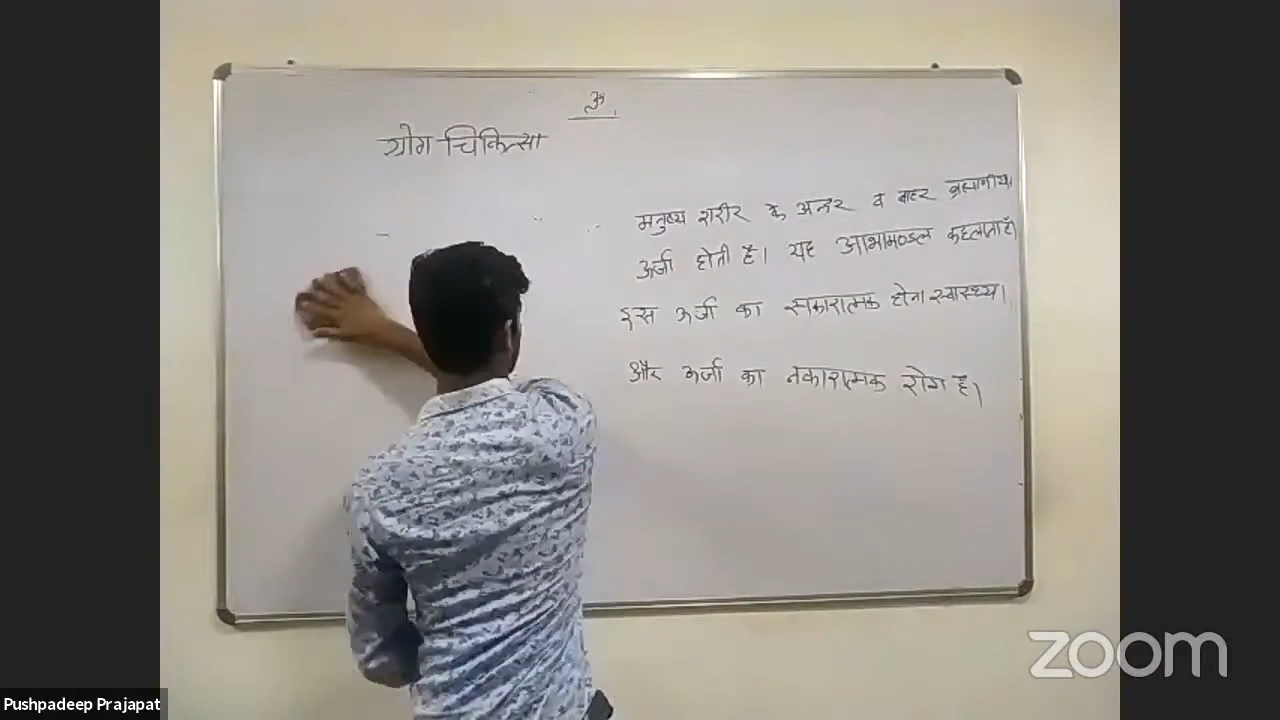 ॐ
योग चिकित्सा
मनुष्य शरीर के अन्दर व बाहर ब्रह्माण्डीय
ऊर्जा होती है। यह आभामण्डल कहलाता है।
इस ऊर्जा का सकारात्मक होना स्वास्थ्य।
और ऊर्जा का नकारात्मक रोग है।
zoom
Pushpadeep Prajapat